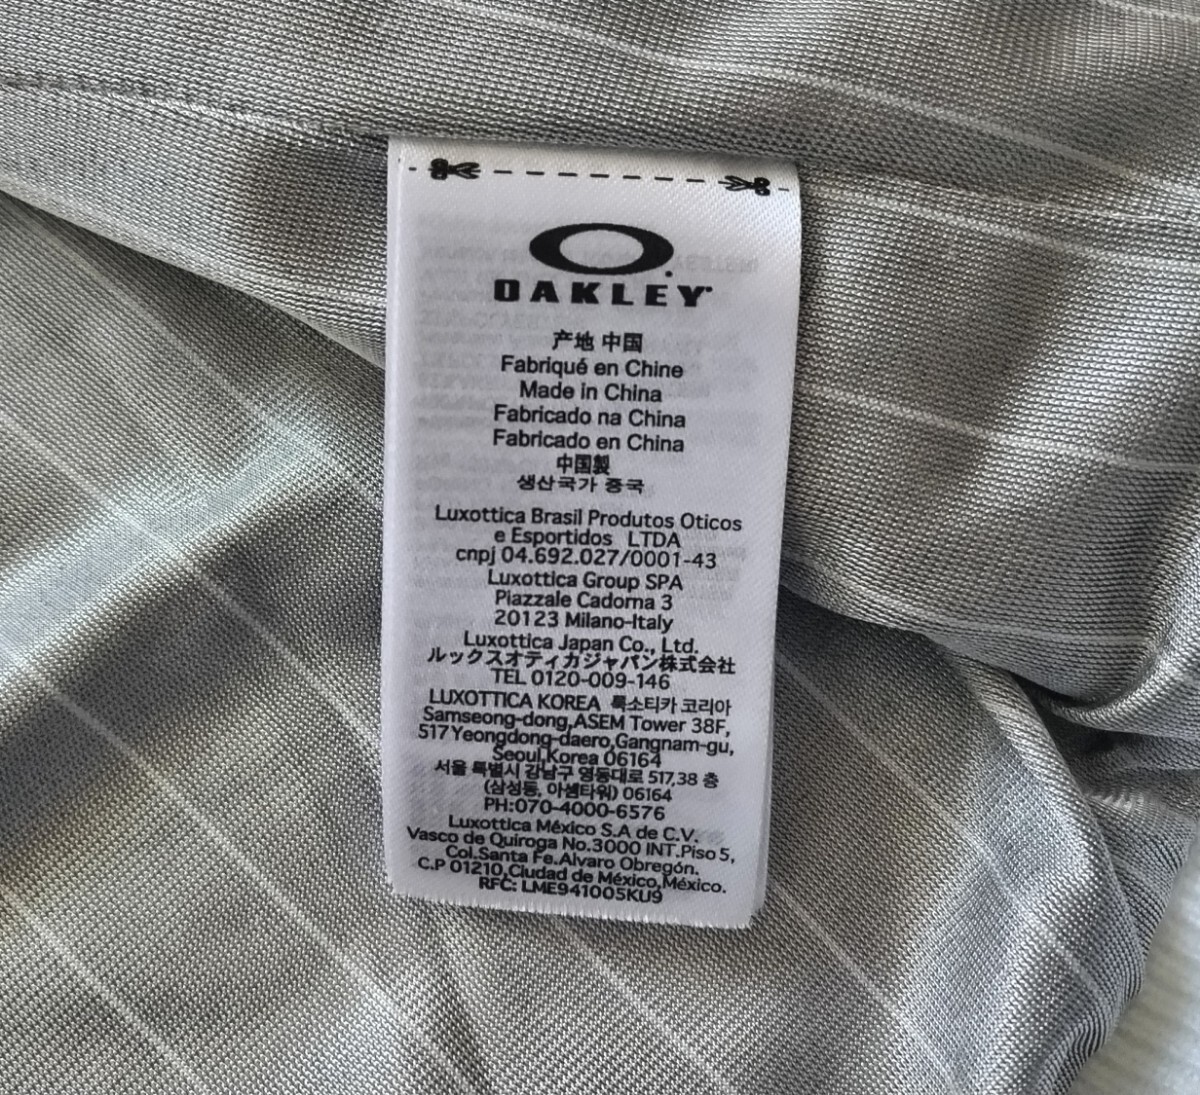 OAKLEY
产地 中国
Fabriqué en Chine
Made in China
Fabricado na China
Fabricado en China
中国製
생산국가 중국
Luxottica Brasil Produtos Oticos
e Esportidos LTDA
cnpj 04.692.027/0001-43
Luxottica Group SPA
Piazzale Cadorna 3
20123 Milano-Italy
Luxottica Japan Co., Ltd.
ルックスオティカジャパン株式会社
TEL 0120-009-146
LUXOTTICA KOREA 룩소티카 코리아
Samseong-dong,ASEM Tower 38F,
517Yeongdong-daero,Gangnam-gu,
Seoul,Korea 06164
서울 특별시 강남구 영동대로 517,38 층
(삼성동, 아셈타워) 06164
PH:070-4000-6576
Luxottica México S.A de C.V.
Vasco de Quiroga No.3000 INT.Piso 5,
Col.Santa Fe.Alvaro Obregón.
C.P 01210,Ciudad de México,México.
RFC: LME941005KU9